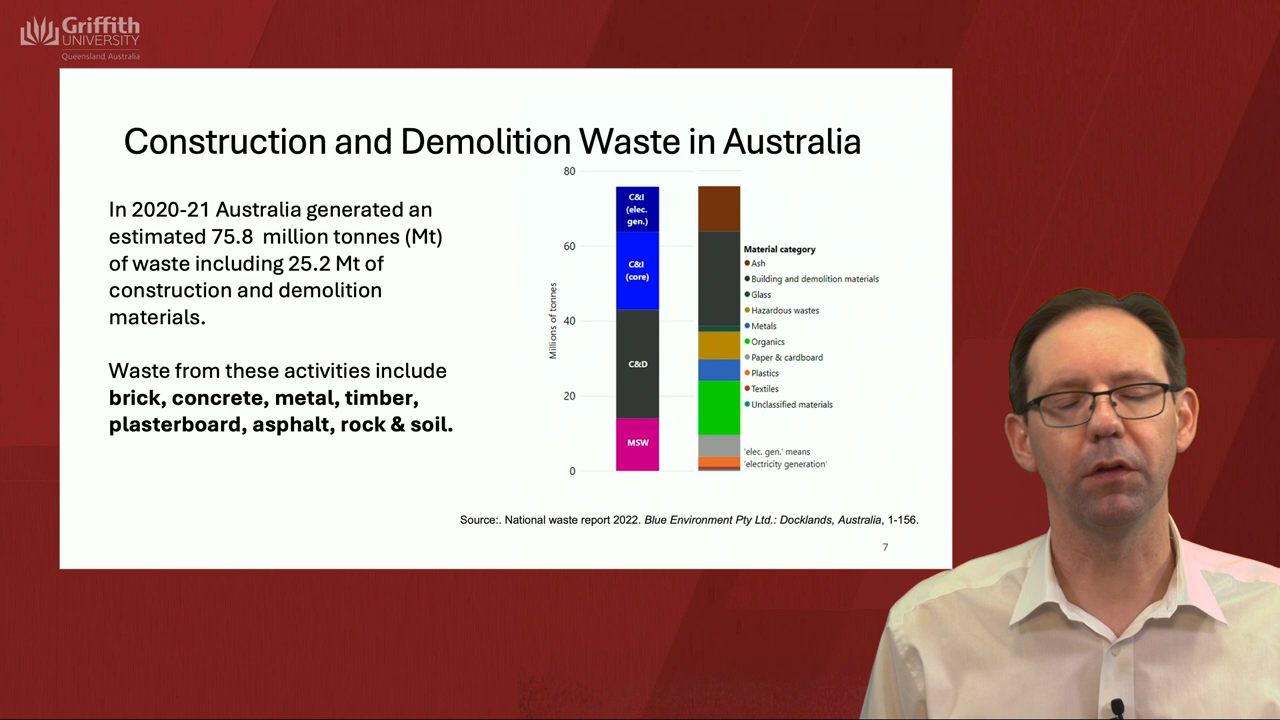 Griffith
UNIVERSITY
Queensland, Australia
Construction and Demolition Waste in Australia
In 2020-21 Australia generated an
estimated 75.8 million tonnes (Mt)
of waste including 25.2 Mt of
construction and demolition
materials.
Waste from these activities include
brick, concrete, metal, timber,
plasterboard, asphalt, rock & soil.
80
60
40
20
0
Millions of tonnes
C&I
(elec.
gen.)
C&I
(core)
C&D
MSW
Material category
Ash
Building and demolition materials
Glass
Hazardous wastes
Metals
Organics
Paper & cardboard
Plastics
Textiles
Unclassified materials
'elec. gen.' means
'electricity generation'
Source:. National waste report 2022. Blue Environment Pty Ltd.: Docklands, Australia, 1-156.
7